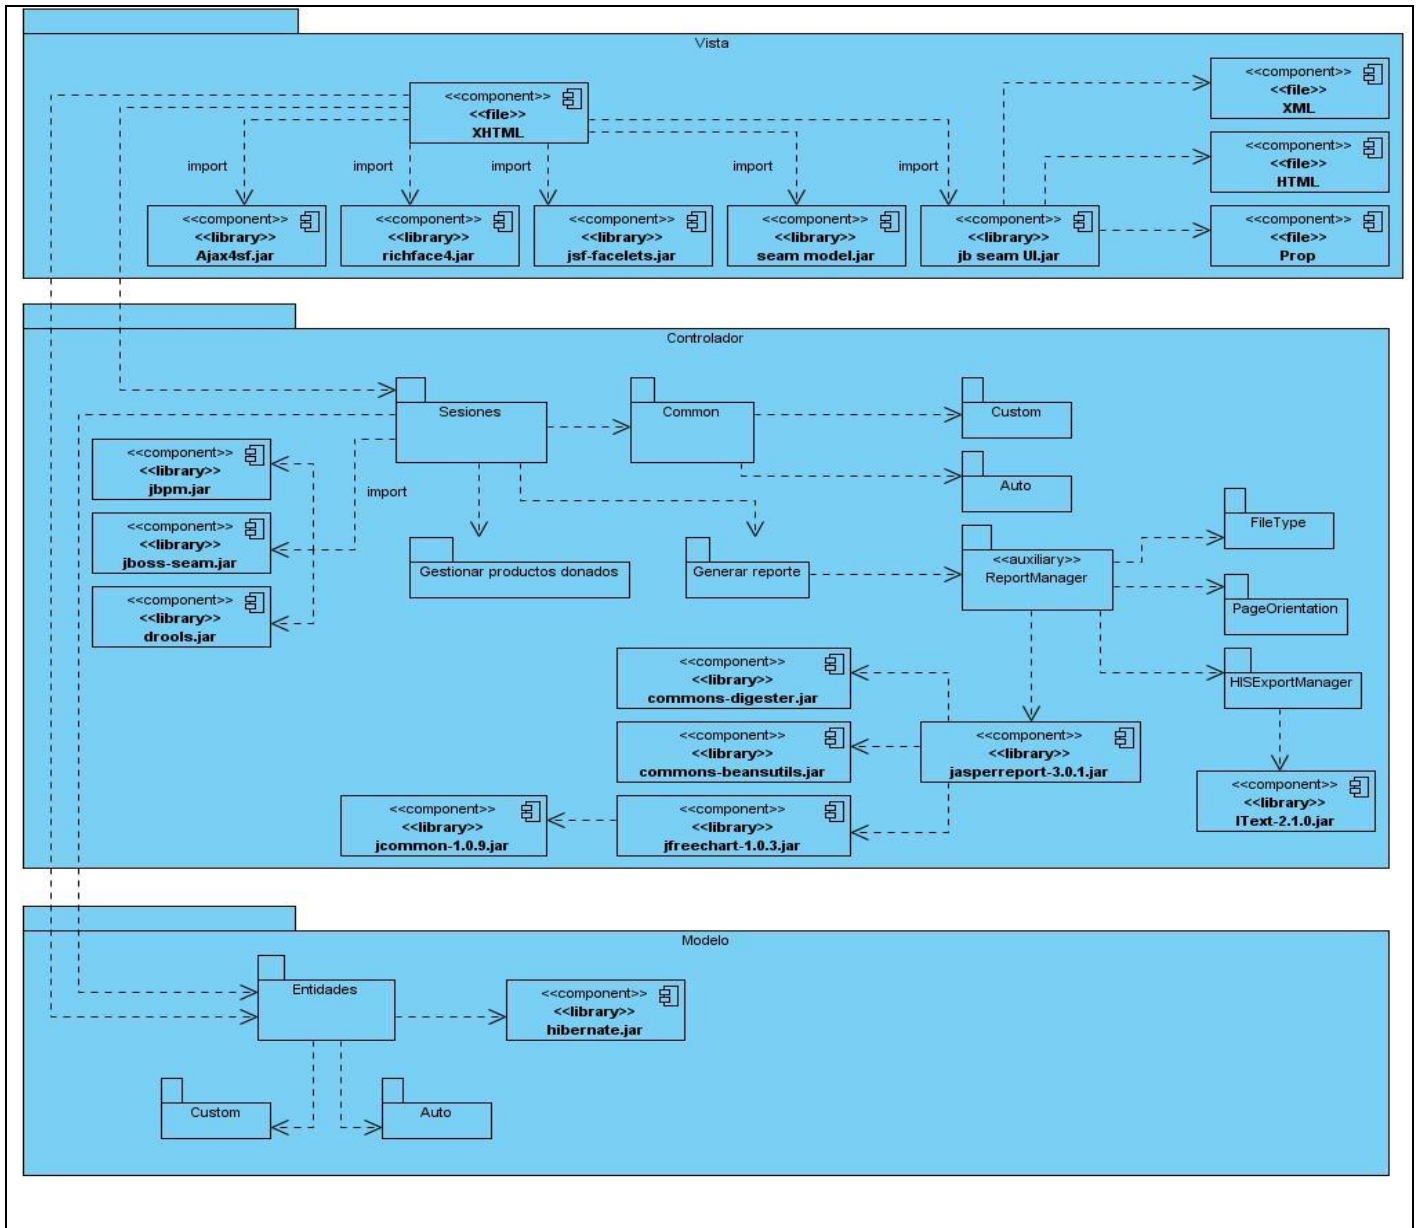 Vista
<<component>>
<<file>>
XHTML
<<component>>
<<file>>
XML
<<component>>
<<file>>
HTML
import
import
import
import
import
<<component>>
<<library>>
Ajax4sf.jar
<<component>>
<<library>>
richface4.jar
<<component>>
<<library>>
jsf-facelets.jar
<<component>>
<<library>>
seam model.jar
<<component>>
<<library>>
jb seam UI.jar
<<component>>
<<file>>
Prop
Controlador
Sesiones
Common
Custom
Auto
<<component>>
<<library>>
jbpm.jar
import
<<component>>
<<library>>
jboss-seam.jar
<<component>>
<<library>>
drools.jar
Gestionar productos donados
Generar reporte
<<auxiliary>>
ReportManager
FileType
PageOrientation
HISExportManager
<<component>>
<<library>>
commons-digester.jar
<<component>>
<<library>>
commons-beansutils.jar
<<component>>
<<library>>
jasperreport-3.0.1.jar
<<component>>
<<library>>
IText-2.1.0.jar
<<component>>
<<library>>
jcommon-1.0.9.jar
<<component>>
<<library>>
jfreechart-1.0.3.jar
Modelo
Entidades
<<component>>
<<library>>
hibernate.jar
Custom
Auto